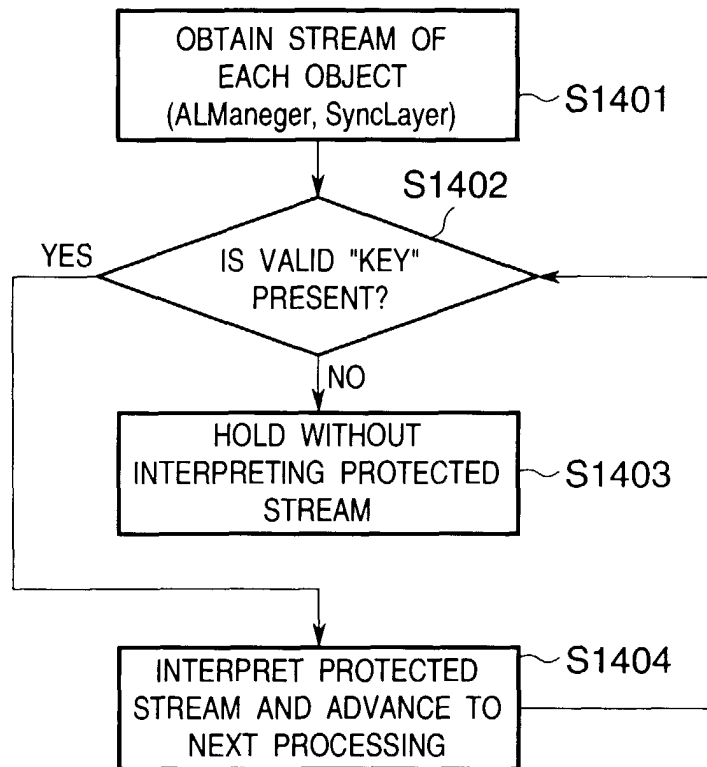 OBTAIN STREAM OF
EACH OBJECT
(ALManeger, SyncLayer)
S1401
S1402
YES
IS VALID "KEY"
PRESENT?
NO
HOLD WITHOUT
INTERPRETING PROTECTED
STREAM
S1403
INTERPRET PROTECTED
STREAM AND ADVANCE TO
NEXT PROCESSING
S1404